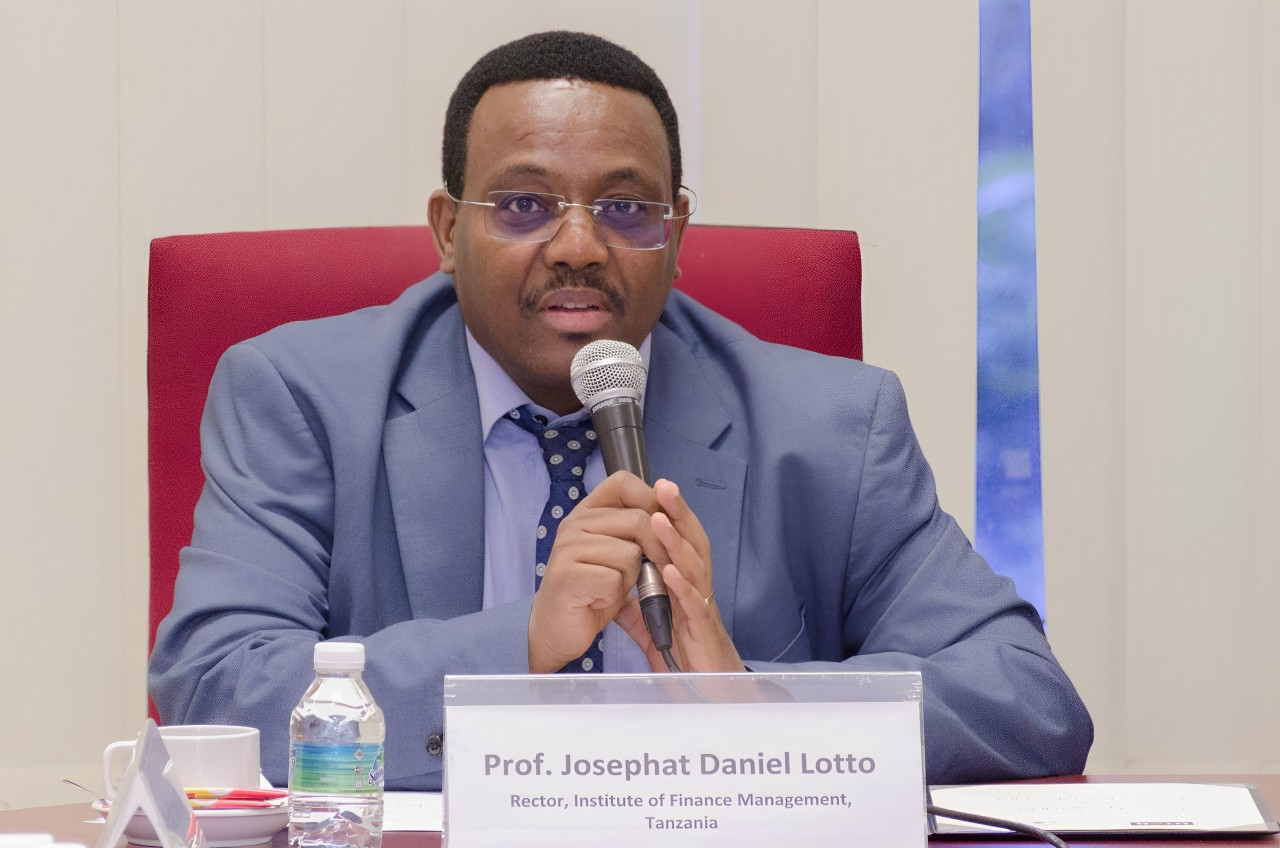 Prof. Josephat Daniel Lotto
Rector, Institute of Finance Management,
Tanzania